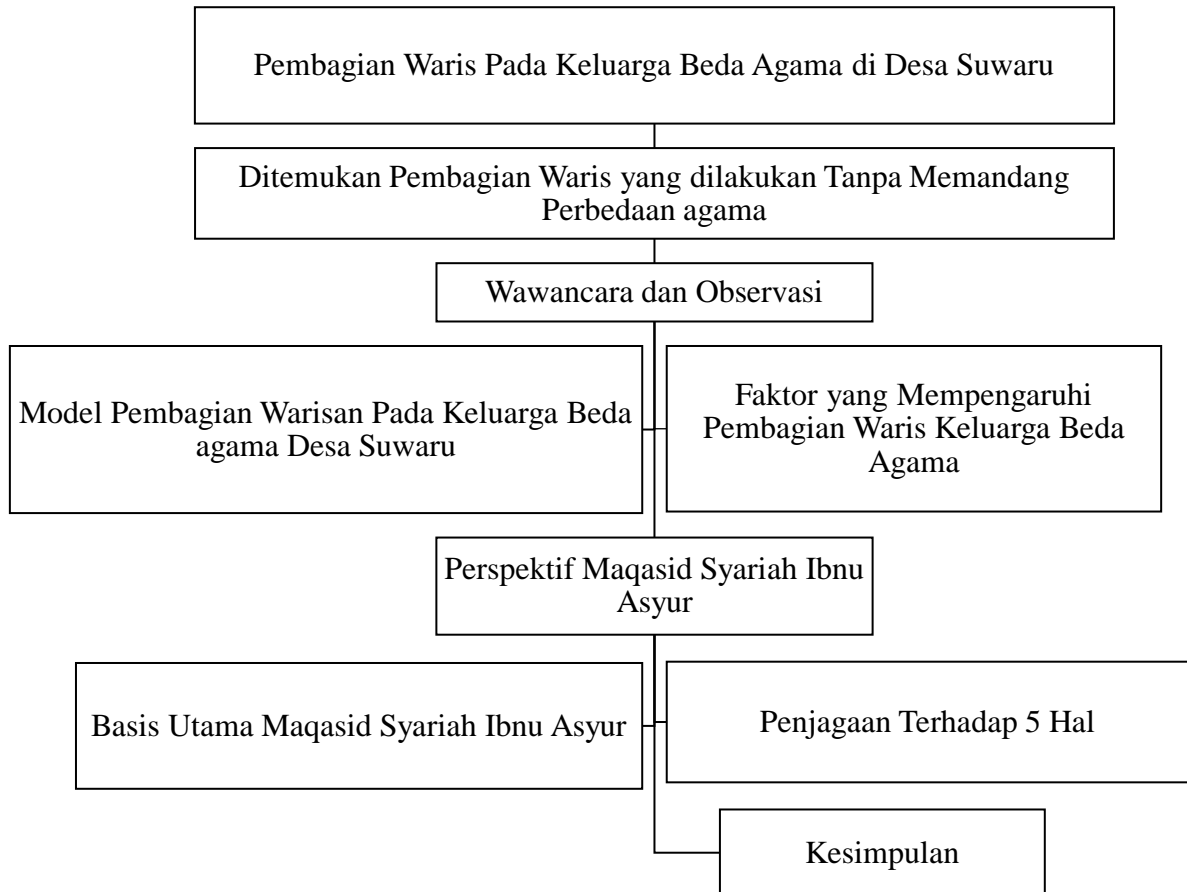 Pembagian Waris Pada Keluarga Beda Agama di Desa Suwaru
Ditemukan Pembagian Waris yang dilakukan Tanpa Memandang
Perbedaan agama
Wawancara dan Observasi
Model Pembagian Warisan Pada Keluarga Beda
agama Desa Suwaru
Faktor yang Mempengaruhi
Pembagian Waris Keluarga Beda
Agama
Perspektif Maqasid Syariah Ibnu
Asyur
Basis Utama Maqasid Syariah Ibnu Asyur
Penjagaan Terhadap 5 Hal
Kesimpulan